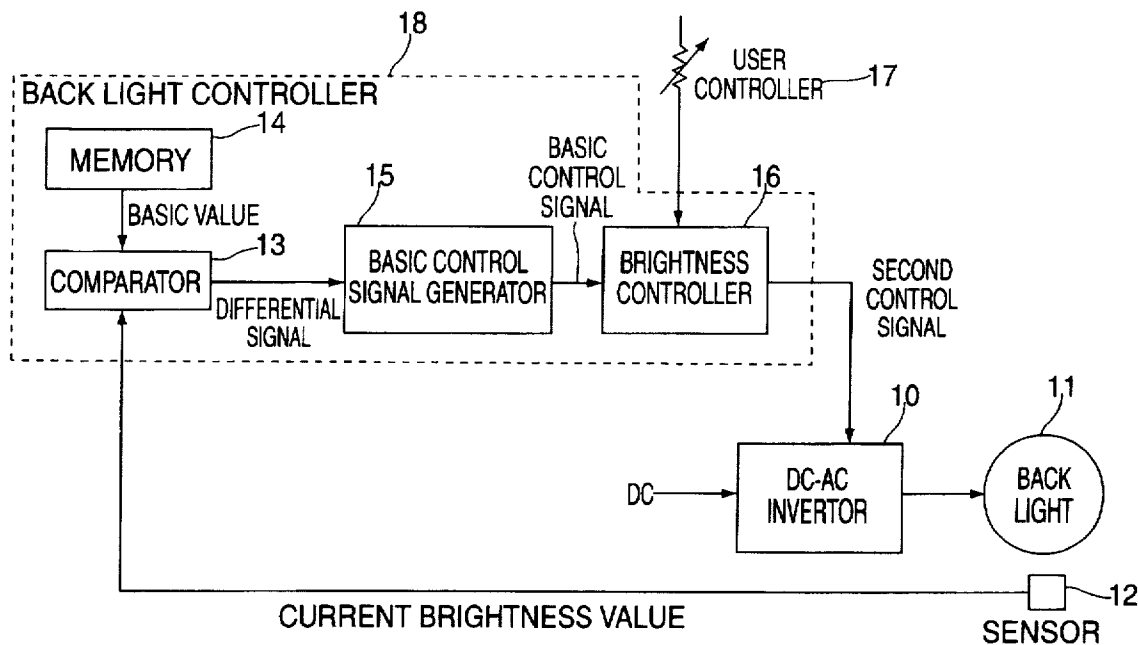 18
USER
CONTROLLER
17
BACK LIGHT CONTROLLER
14
MEMORY
BASIC
CONTROL
SIGNAL
15
16
BASIC VALUE
13
COMPARATOR
BASIC CONTROL
SIGNAL GENERATOR
BRIGHTNESS
CONTROLLER
DIFFERENTIAL
SIGNAL
SECOND
CONTROL
SIGNAL
10
11
DC
DC-AC
INVERTOR
BACK
LIGHT
12
CURRENT BRIGHTNESS VALUE
SENSOR